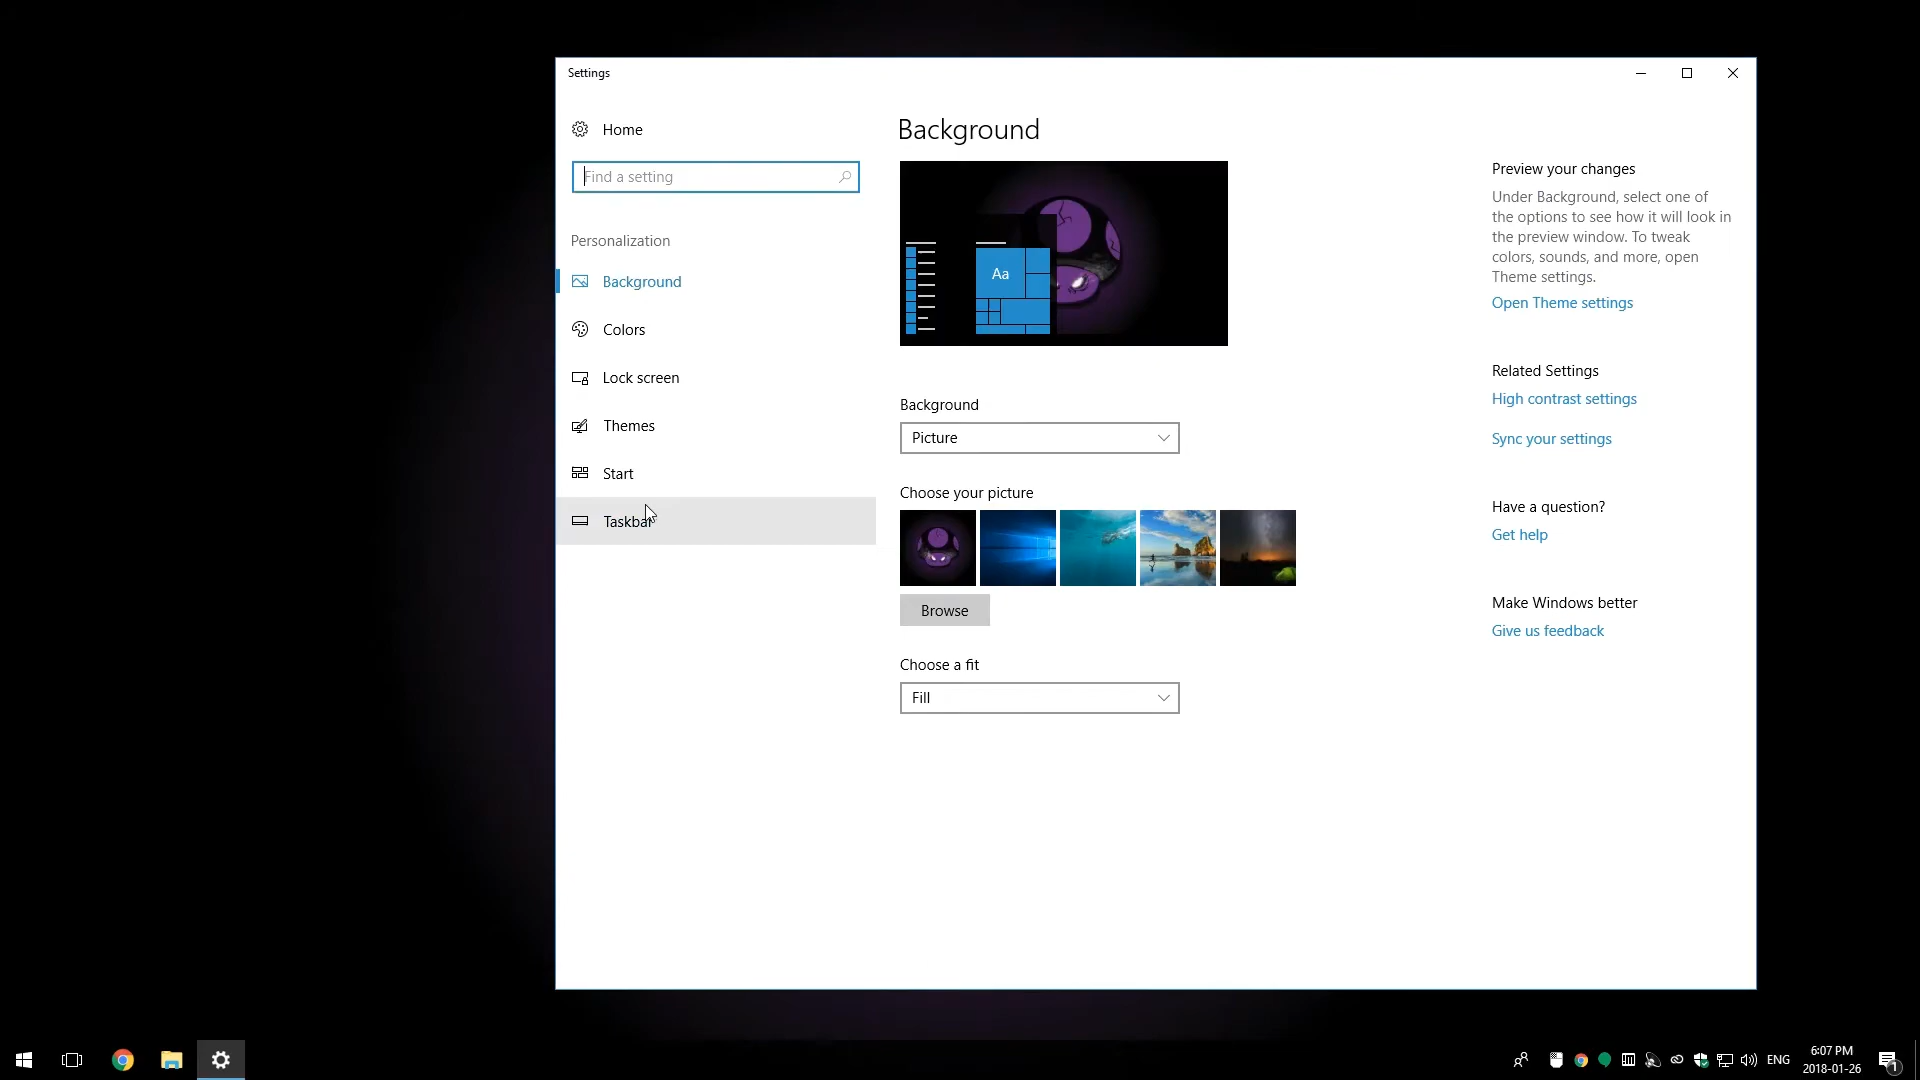 Settings
Home
Find a setting
Personalization
Background
Colors
Lock screen
Themes
Start
Taskbar
Background
Aa
Background
Picture
Choose your picture
Browse
Choose a fit
Fill
Preview your changes
Under Background, select one of
the options to see how it will look in
the preview window. To tweak
colors, sounds, and more, open
Theme settings.
Open Theme settings
Related Settings
High contrast settings
Sync your settings
Have a question?
Get help
Make Windows better
Give us feedback
ENG
6:07 PM
2018-01-26
1